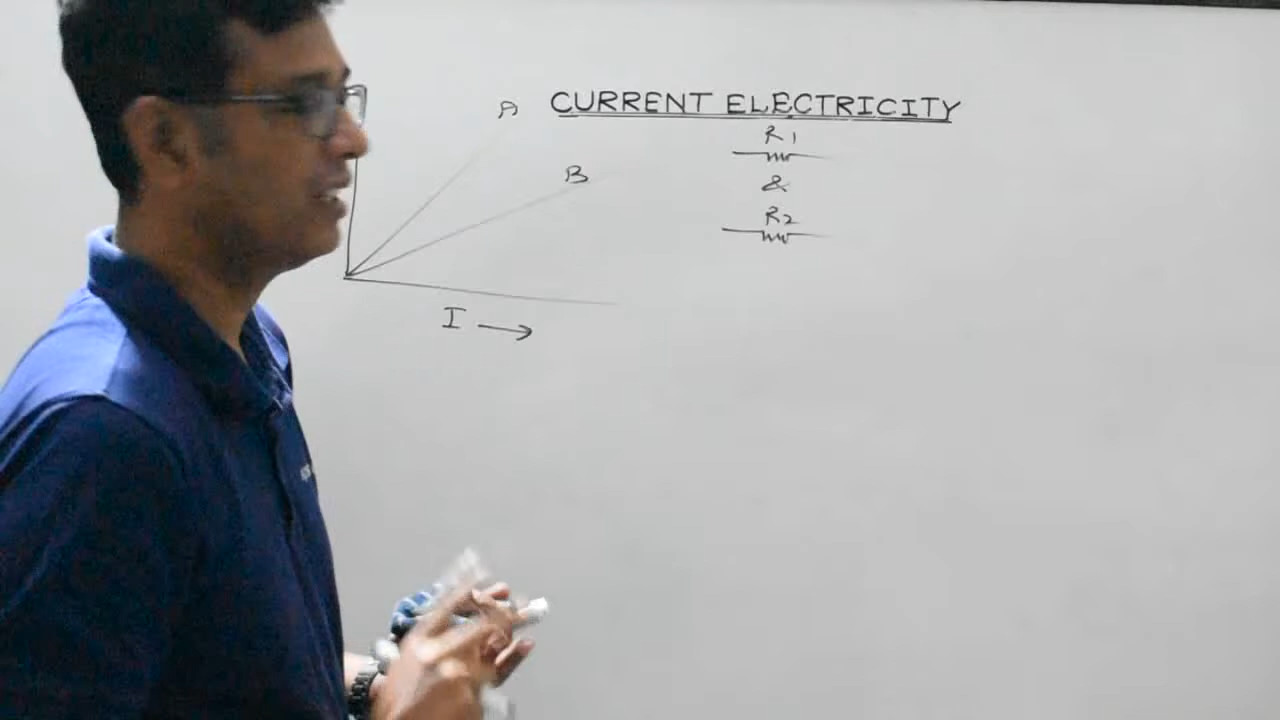 CURRENT ELECTRICITY
A
R1
B
&
R2
I →